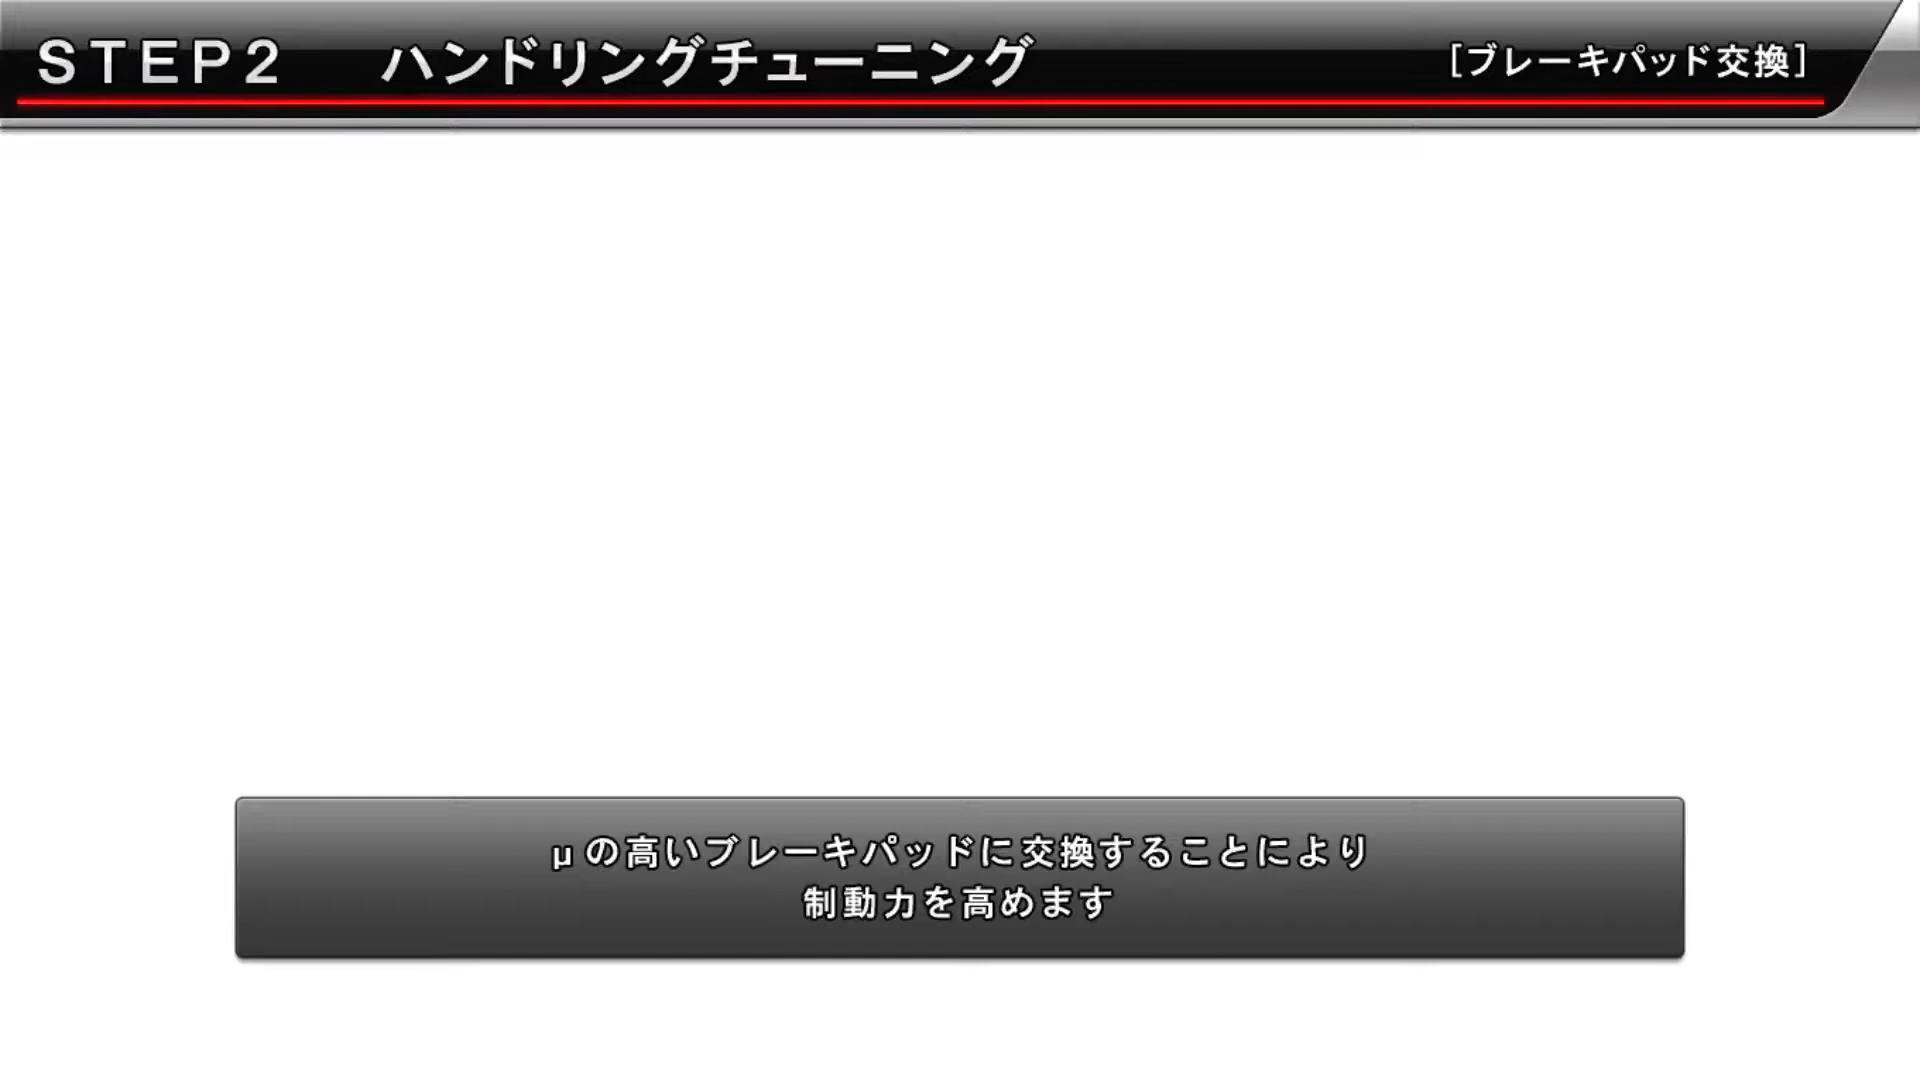 STEP2 ハンドリングチューニング [ブレーキパッド交換]
μの高いブレーキパッドに交換することにより
制動力を高めます